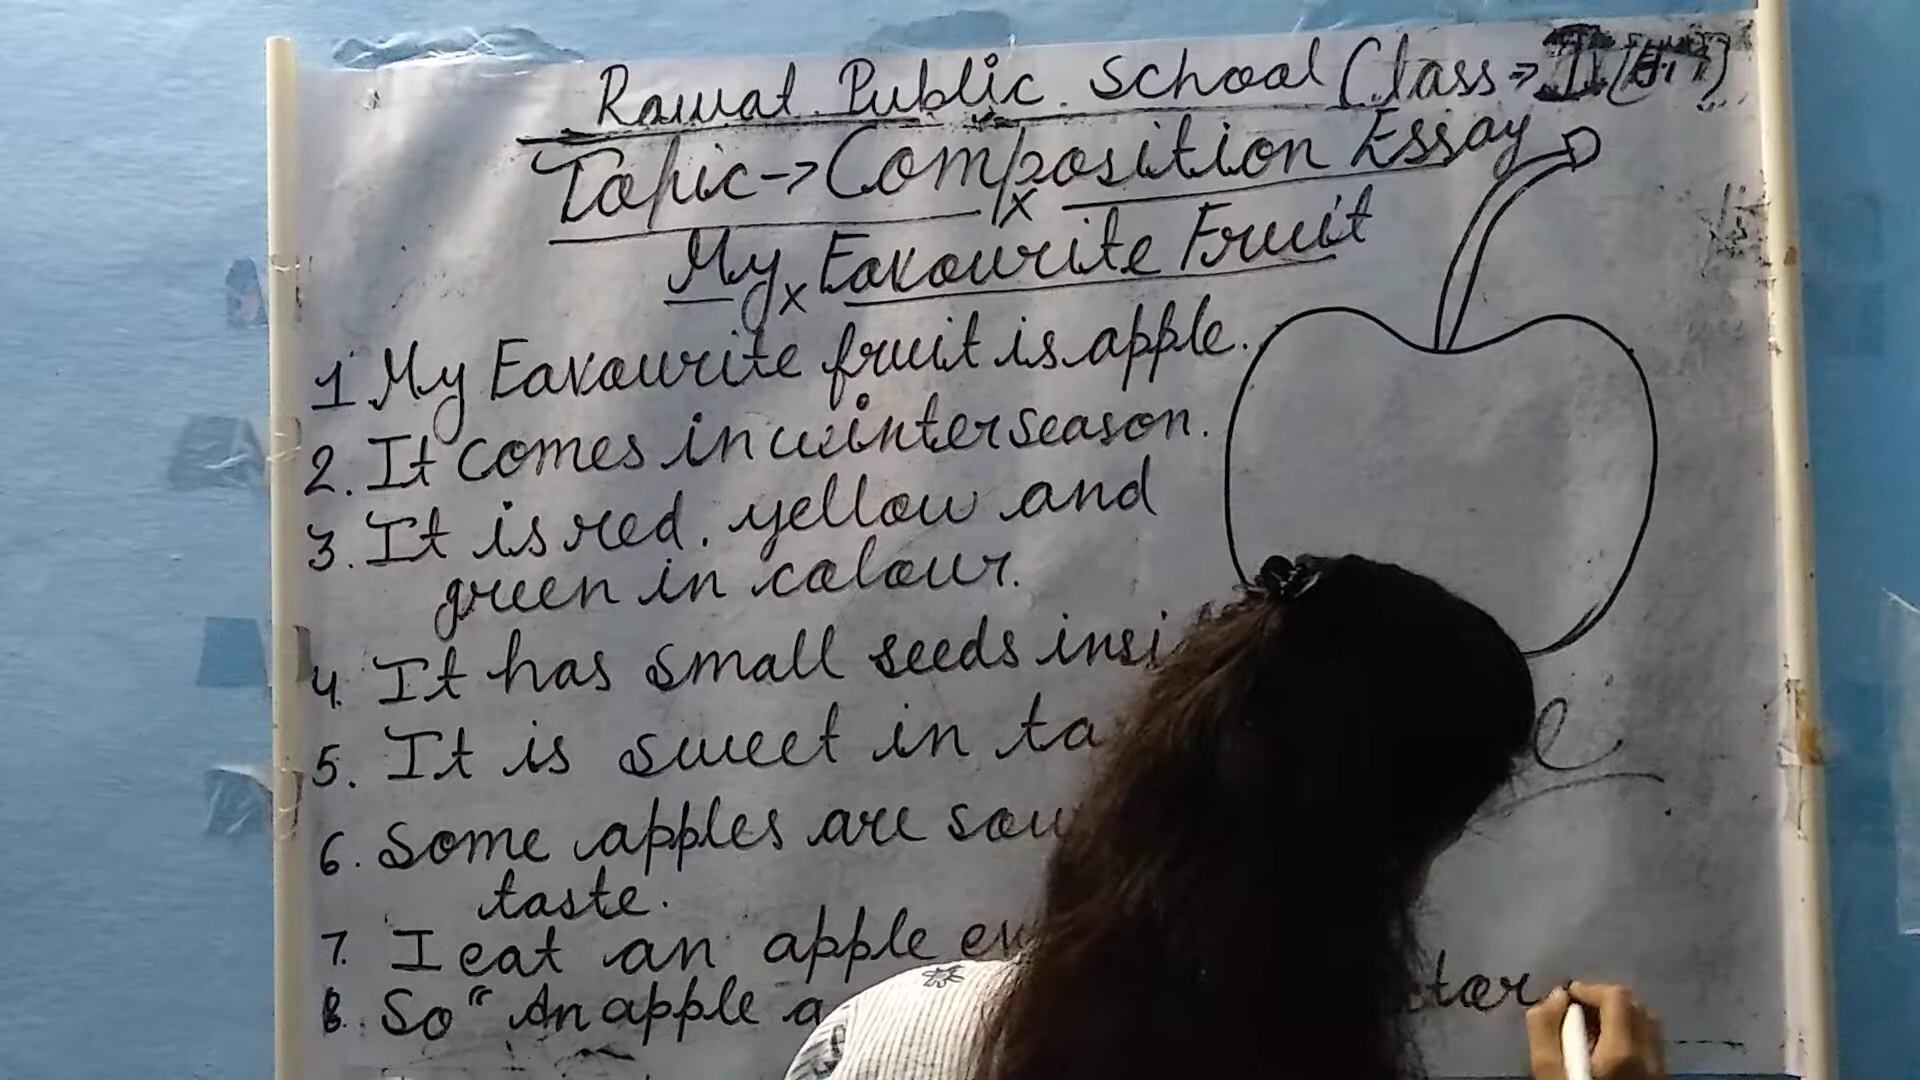 Rawat Public School Class→ II
Topic→ Composition Essay
My Favourite Fruit
1. My Favourite fruit is apple.
2. It comes in winter season.
3. It is red. yellow and
green in colour.
4. It has small seeds insi
5. It is sweet in ta
6. Some apples are sou
taste.
7. I eat an apple ev
8. So " An apple a